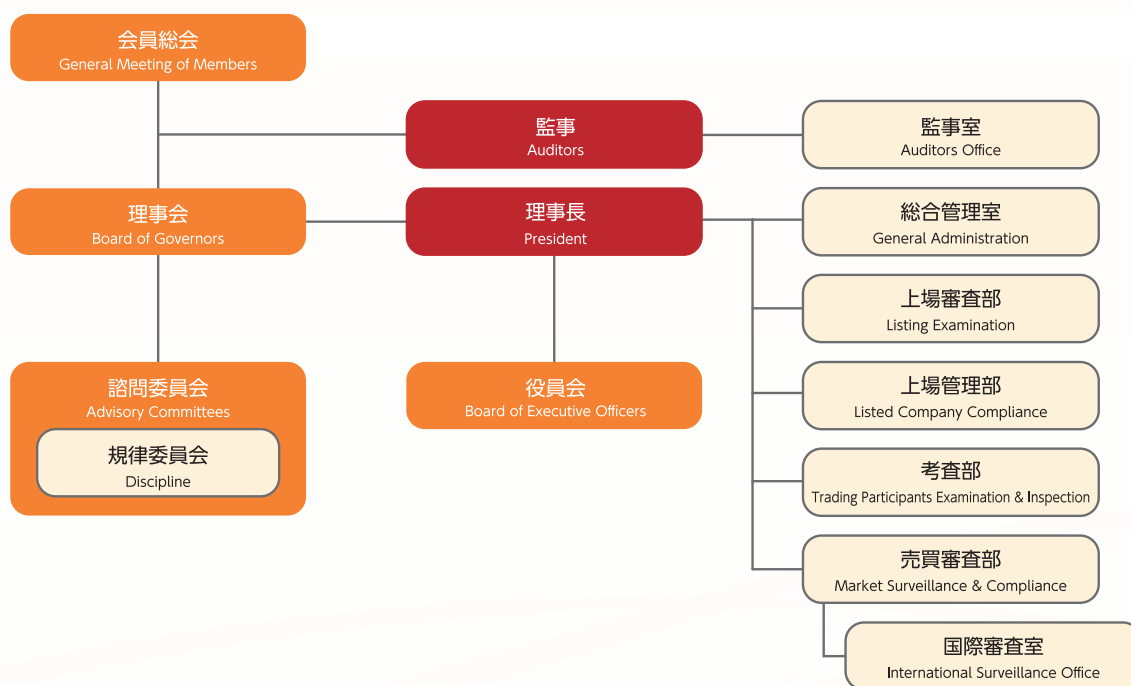 会員総会
General Meeting of Members
監事
Auditors
監事室
Auditors Office
理事会
Board of Governors
理事長
President
総合管理室
General Administration
上場審査部
Listing Examination
諮問委員会
Advisory Committees
規律委員会
Discipline
役員会
Board of Executive Officers
上場管理部
Listed Company Compliance
考査部
Trading Participants Examination & Inspection
売買審査部
Market Surveillance & Compliance
国際審査室
International Surveillance Office